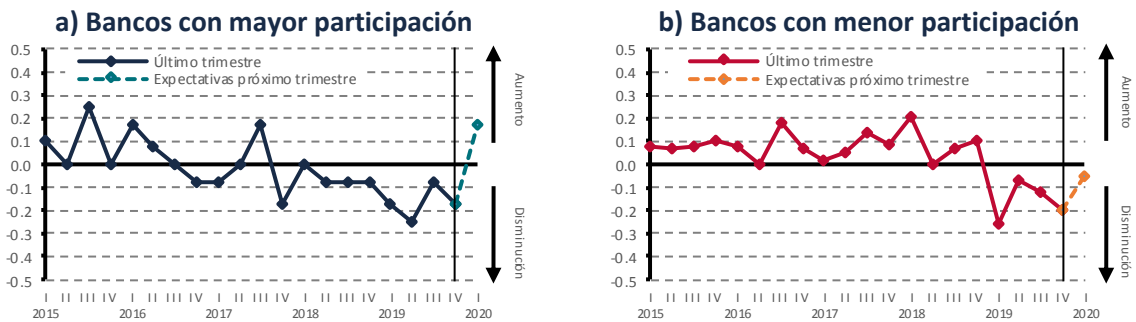 a) Bancos con mayor participación
0.5
0.4
0.3
0.2
0.1
0.0
-0.1
-0.2
-0.3
-0.4
-0.5
Último trimestre
Expectativas próximo trimestre
Aumento
Disminución
I II III IV I II III IV I II III IV I II III IV I II III IV I
2015 2016 2017 2018 2019 2020
b) Bancos con menor participación
0.5
0.4
0.3
0.2
0.1
0.0
-0.1
-0.2
-0.3
-0.4
-0.5
Último trimestre
Expectativas próximo trimestre
Aumento
Disminución
I II III IV I II III IV I II III IV I II III IV I II III IV I
2015 2016 2017 2018 2019 2020